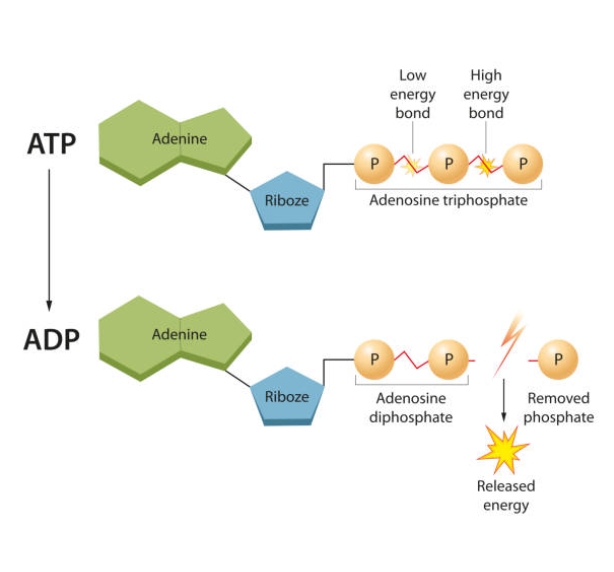 Low
energy
bond
High
energy
bond
ATP
Adenine
P
P
P
Riboze
Adenosine triphosphate
ADP
Adenine
P
P
P
Riboze
Adenosine
diphosphate
Removed
phosphate
Released
energy